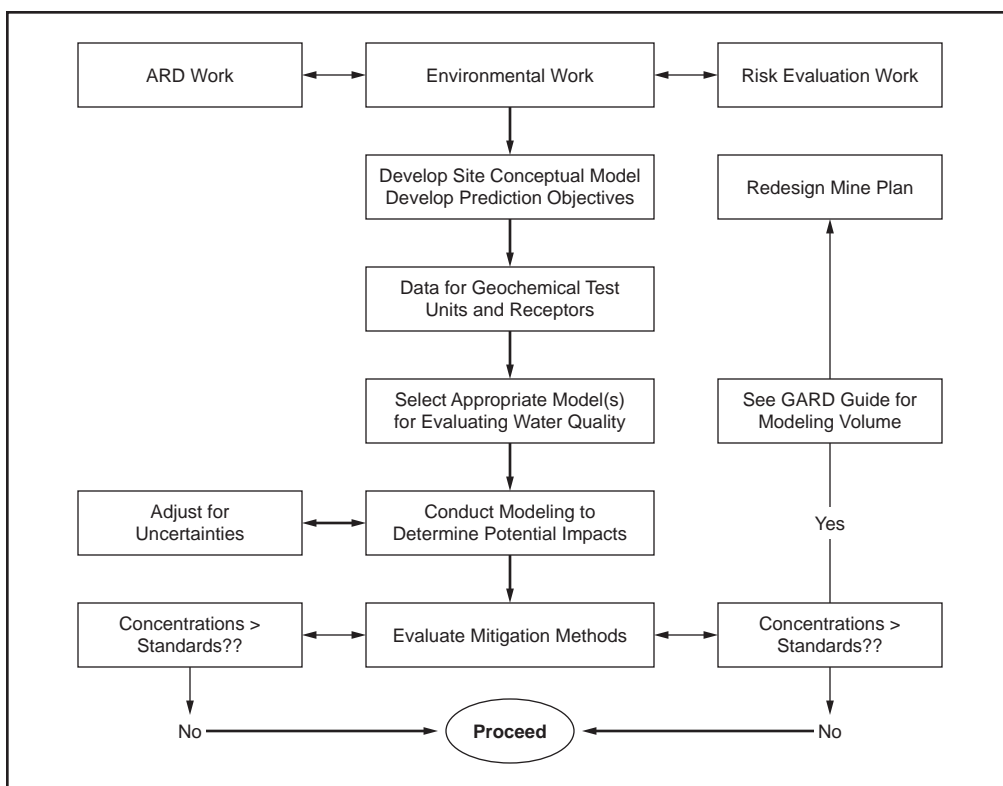 ARD Work
Environmental Work
Risk Evaluation Work
Develop Site Conceptual Model
Develop Prediction Objectives
Redesign Mine Plan
Data for Geochemical Test
Units and Receptors
Select Appropriate Model(s)
for Evaluating Water Quality
See GARD Guide for
Modeling Volume
Adjust for
Uncertainties
Conduct Modeling to
Determine Potential Impacts
Yes
Concentrations >
Standards??
Evaluate Mitigation Methods
Concentrations >
Standards??
No
Proceed
No